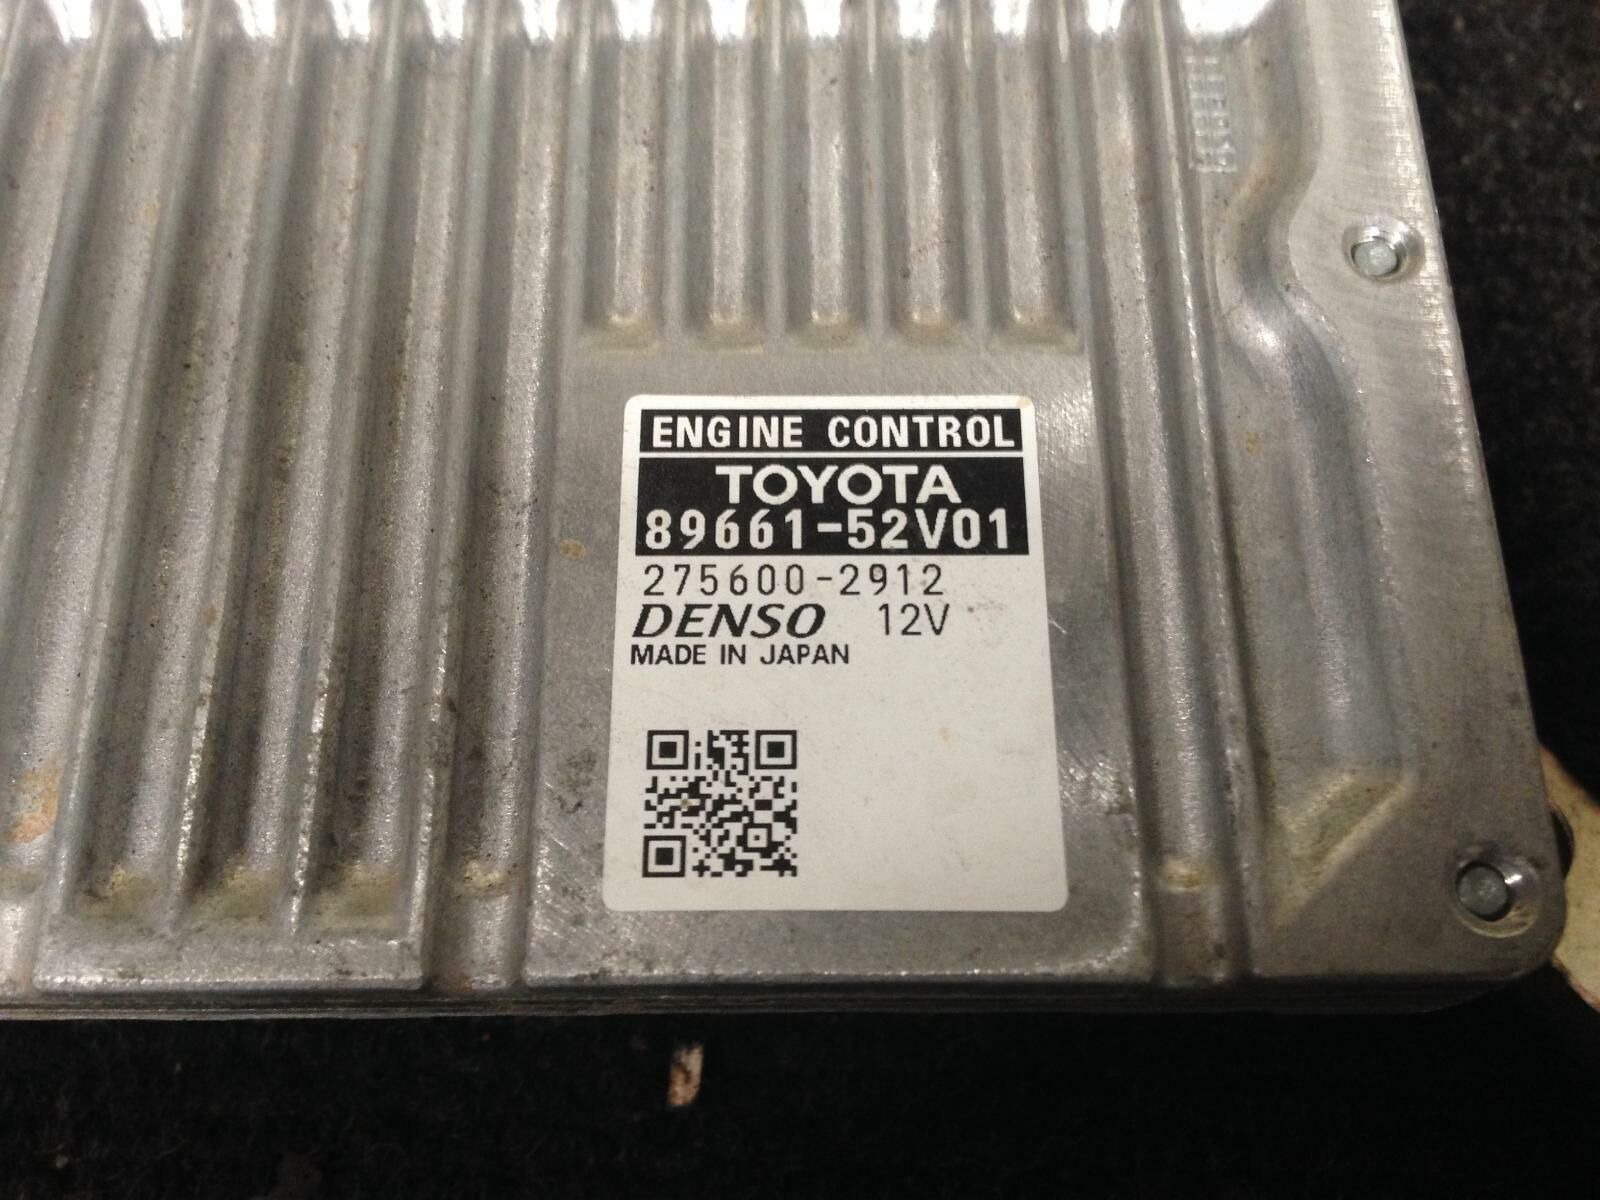 ENGINE CONTROL
TOYOTA
89661-52V01
275600-2912
DENSO 12V
MADE IN JAPAN